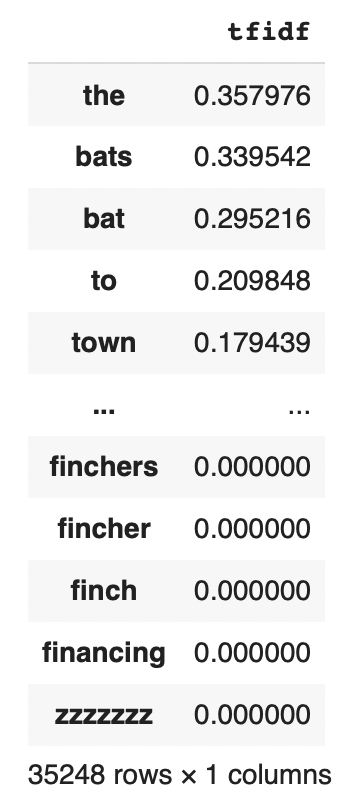 tfidf
the 0.357976
bats 0.339542
bat 0.295216
to 0.209848
town 0.179439
... ...
finchers 0.000000
fincher 0.000000
finch 0.000000
financing 0.000000
zzzzzzz 0.000000
35248 rows × 1 columns